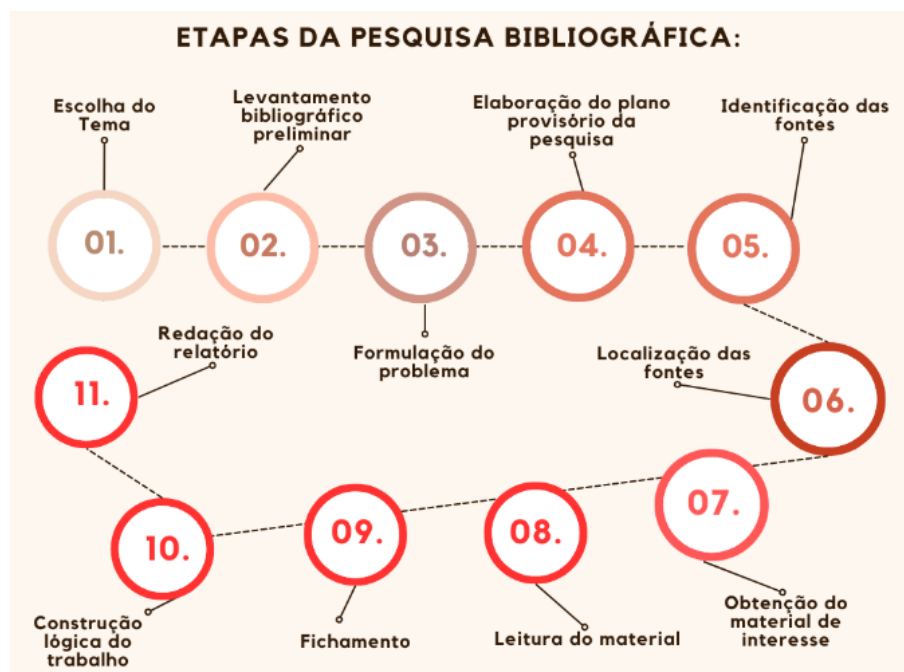 ETAPAS DA PESQUISA BIBLIOGRÁFICA:
Escolha do
Tema
Levantamento
bibliográfico
preliminar
Elaboração do plano
provisório da
pesquisa
Identificação das
fontes
01.
02.
03.
04.
05.
Formulação do
problema
Localização das
fontes
06.
07.
Obtenção do
material de
interesse
08.
Leitura do material
09.
Fichamento
10.
Construção
lógica do
trabalho
11.
Redação do
relatório